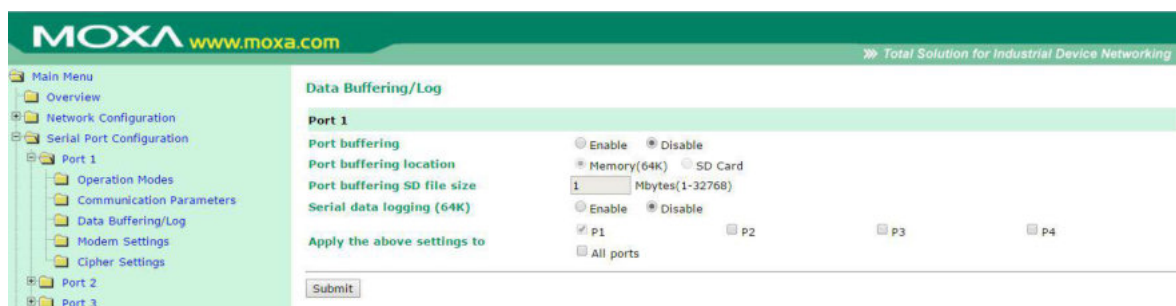 MOXA www.moxa.com
Total Solution for Industrial Device Networking
Main Menu
Overview
Network Configuration
Serial Port Configuration
Port 1
Operation Modes
Communication Parameters
Data Buffering/Log
Modem Settings
Cipher Settings
Port 2
Port 3
Data Buffering/Log
Port 1
Port buffering Enable Disable
Port buffering location Memory(64K) SD Card
Port buffering SD file size 1 Mbytes(1-32768)
Serial data logging (64K) Enable Disable
Apply the above settings to P1 P2 P3 P4
All ports
Submit